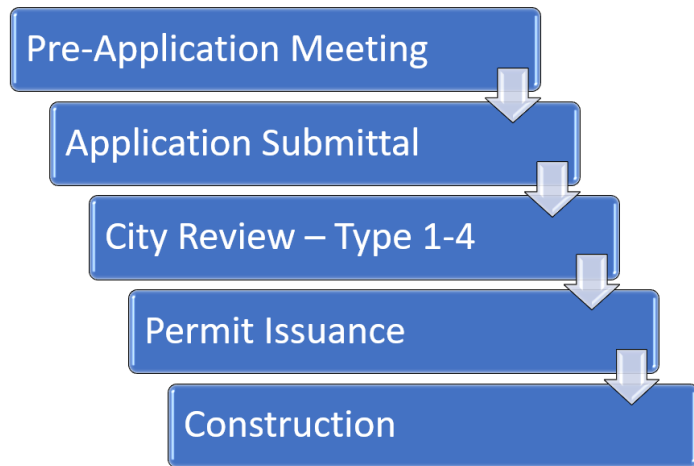 Pre-Application Meeting
Application Submittal
City Review – Type 1-4
Permit Issuance
Construction